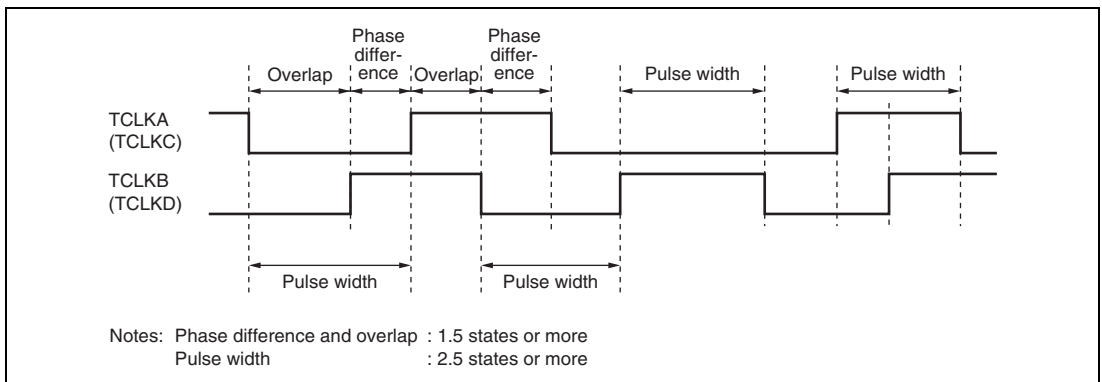 Phase
differ-
ence
Phase
differ-
ence
Overlap
Overlap
Pulse width
Pulse width
TCLKA
(TCLKC)
TCLKB
(TCLKD)
Pulse width
Pulse width
Notes: Phase difference and overlap : 1.5 states or more
Pulse width : 2.5 states or more